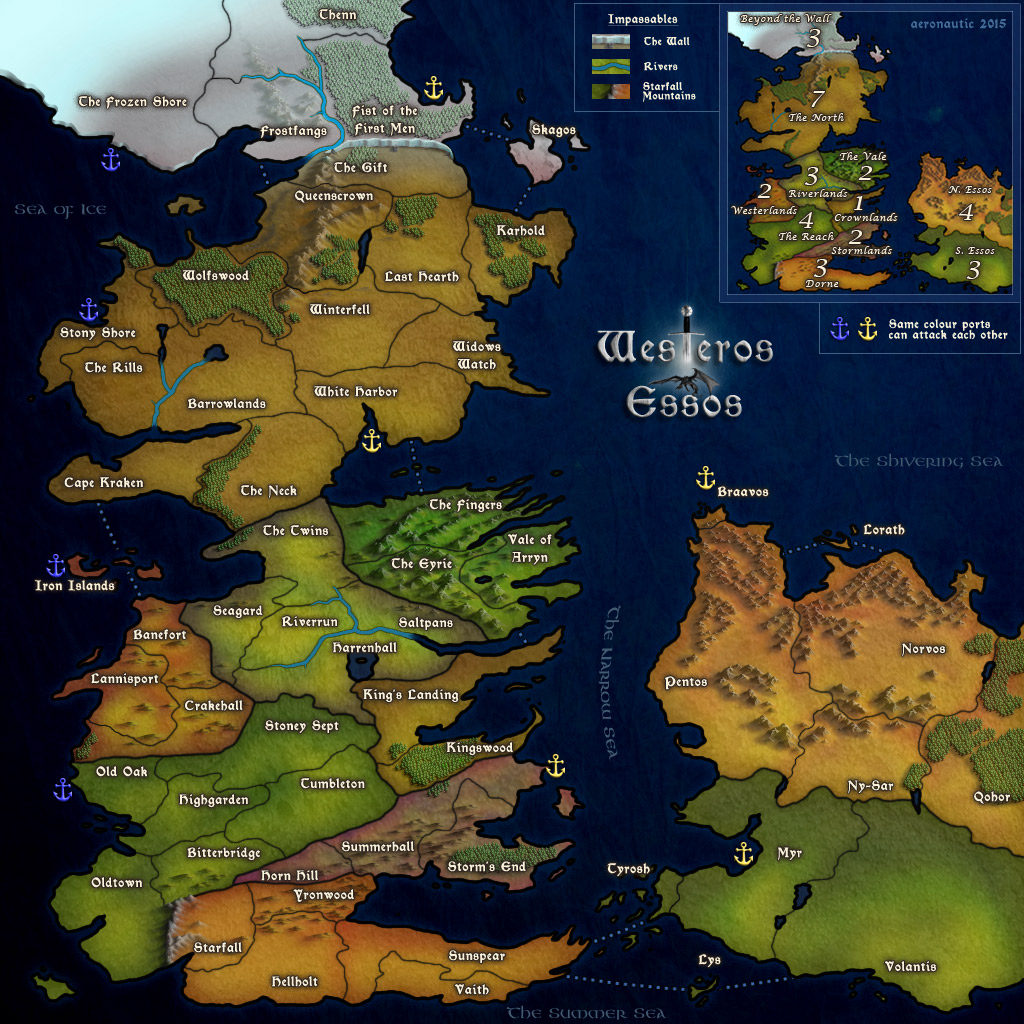 Thenn
The Frozen Shore
Frostfangs
Fist of the
First Men
Skagos
The Gift
Queenscrown
Sea of Ice
Karhold
Wolfswood
Last Hearth
Winterfell
Stony Shore
The Rills
Widows
Watch
Barrowlands
White Harbor
Cape Kraken
The Neck
The Twins
The Fingers
Vale of
Arryn
The Eyrie
Iron Islands
Seagard
Riverrun
Saltpans
Banefort
Harrenhall
Lannisport
Crakehall
King's Landing
Stoney Sept
Kingswood
Old Oak
Highgarden
Tumbleton
Bitterbridge
Summerhall
Oldtown
Horn Hill
Storm's End
Yronwood
Starfall
Sunspear
Hellholt
Vaith
The Narrow Sea
The Summer Sea
Impassables
The Wall
Rivers
Starfall
Mountains
aeronautic 2015
Beyond the Wall
3
7
The North
The Vale
2
3
Riverlands
2
Westerlands
1
Crownlands
4
The Reach
2
Stormlands
3
Dorne
N. Essos
4
S. Essos
3
Same colour ports
can attack each other
Westeros
Essos
The Shivering Sea
Braavos
Lorath
Norvos
Pentos
Ny-Sar
Qohor
Myr
Tyrosh
Lys
Volantis